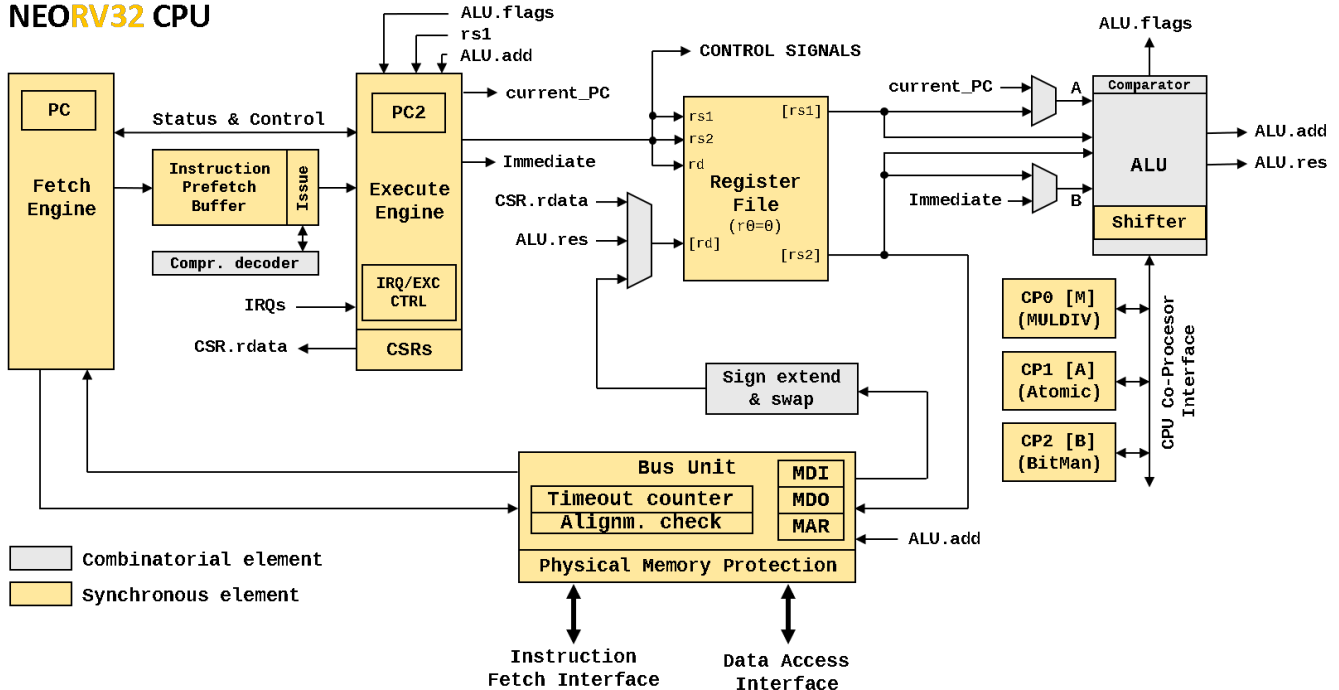 NEORV32 CPU
ALU.flags
rs1
ALU.add
PC
Fetch
Engine
Status & Control
Instruction
Prefetch
Buffer
Issue
Compr. decoder
PC2
Execute
Engine
IRQ/EXC
CTRL
CSRs
IRQs
CSR.rdata
current_PC
Immediate
CONTROL SIGNALS
CSR.rdata
ALU.res
rs1
rs2
rd
[rd]
[rs1]
[rs2]
Register
File
(r0=0)
current_PC
A
Immediate
B
ALU.flags
Comparator
ALU
Shifter
ALU.add
ALU.res
CP0 [M]
(MULDIV)
CP1 [A]
(Atomic)
CP2 [B]
(BitMan)
CPU Co-Procesor
Interface
Sign extend
& swap
Bus Unit
Timeout counter
Alignm. check
MDI
MDO
MAR
ALU.add
Physical Memory Protection
Combinatorial element
Synchronous element
Instruction
Fetch Interface
Data Access
Interface